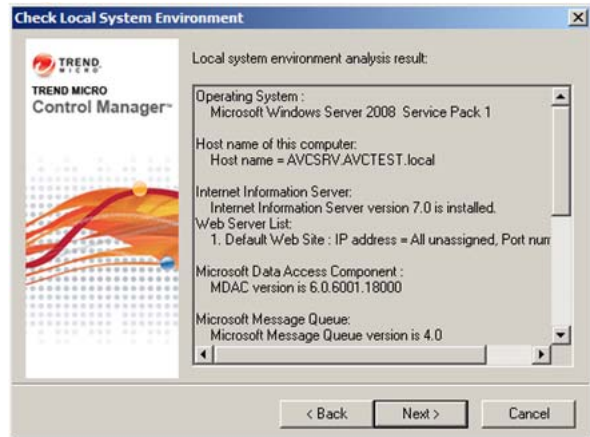 Check Local System Environment
TREND
MICRO
TREND MICRO
Control Manager™
Local system environment analysis result:
Operating System :
Microsoft Windows Server 2008 Service Pack 1
Host name of this computer:
Host name = AVCSRV.AVCTEST.local
Internet Information Server:
Internet Information Server version 7.0 is installed.
Web Server List:
1. Default Web Site : IP address = All unassigned, Port num
Microsoft Data Access Component :
MDAC version is 6.0.6001.18000
Microsoft Message Queue:
Microsoft Message Queue version is 4.0
< Back
Next >
Cancel